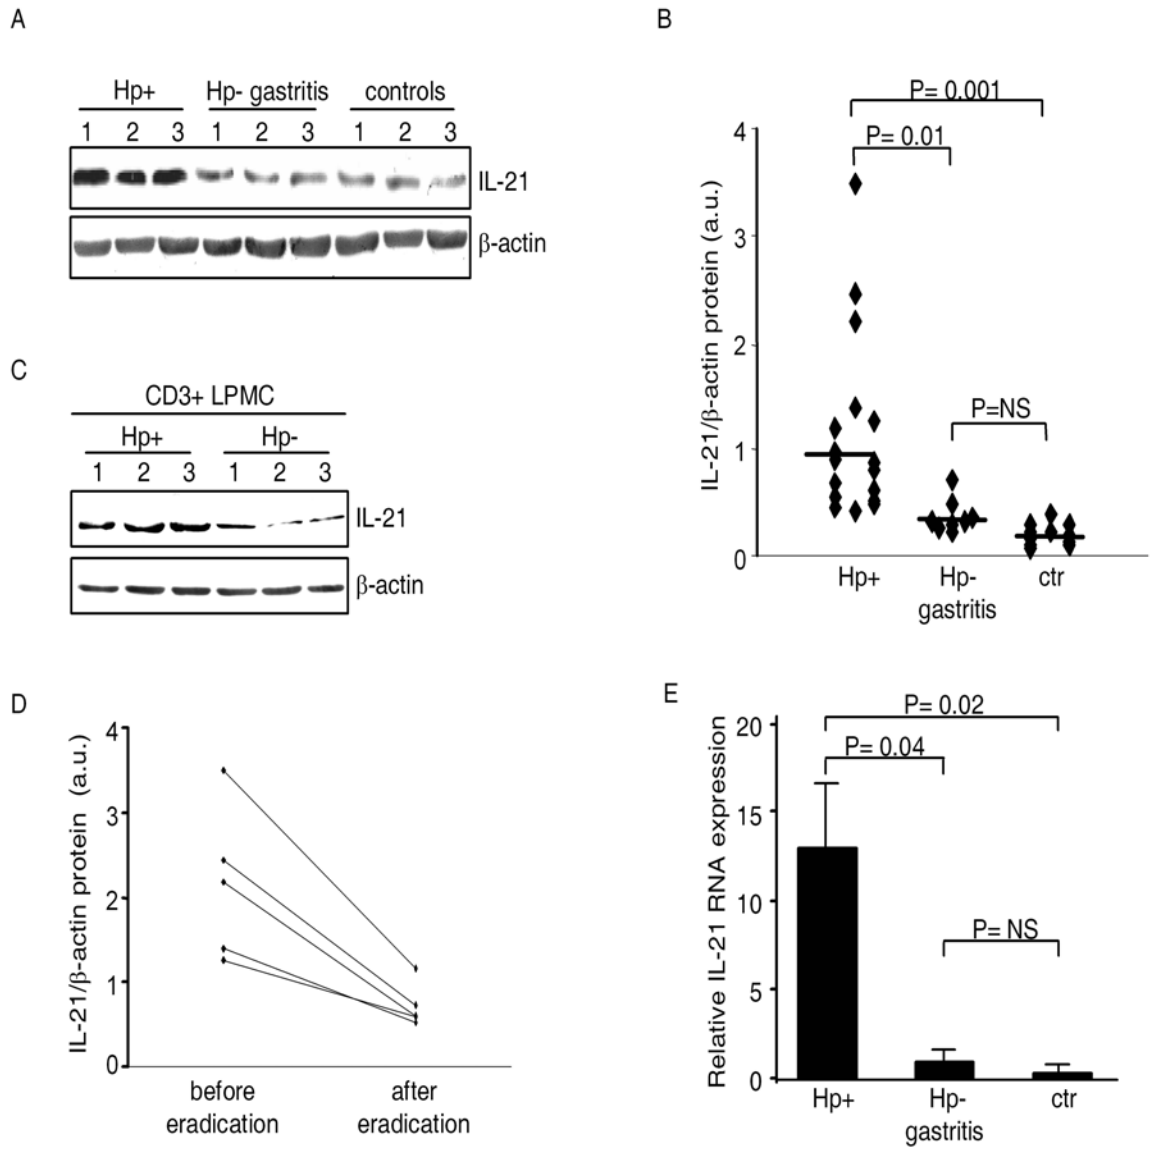 A
Hp+ Hp- gastritis controls
1 2 3 1 2 3 1 2 3
IL-21
β-actin
B
P= 0.001
P= 0.01
P=NS
IL-21/β-actin protein (a.u.)
4
3
2
1
0
Hp+ Hp- ctr
gastritis
C
CD3+ LPMC
Hp+ Hp-
1 2 3 1 2 3
IL-21
β-actin
D
IL-21/β-actin protein (a.u.)
4
3
2
1
0
before after
eradication eradication
E
P= 0.02
P= 0.04
P= NS
Relative IL-21 RNA expression
20
15
10
5
0
Hp+ Hp- ctr
gastritis